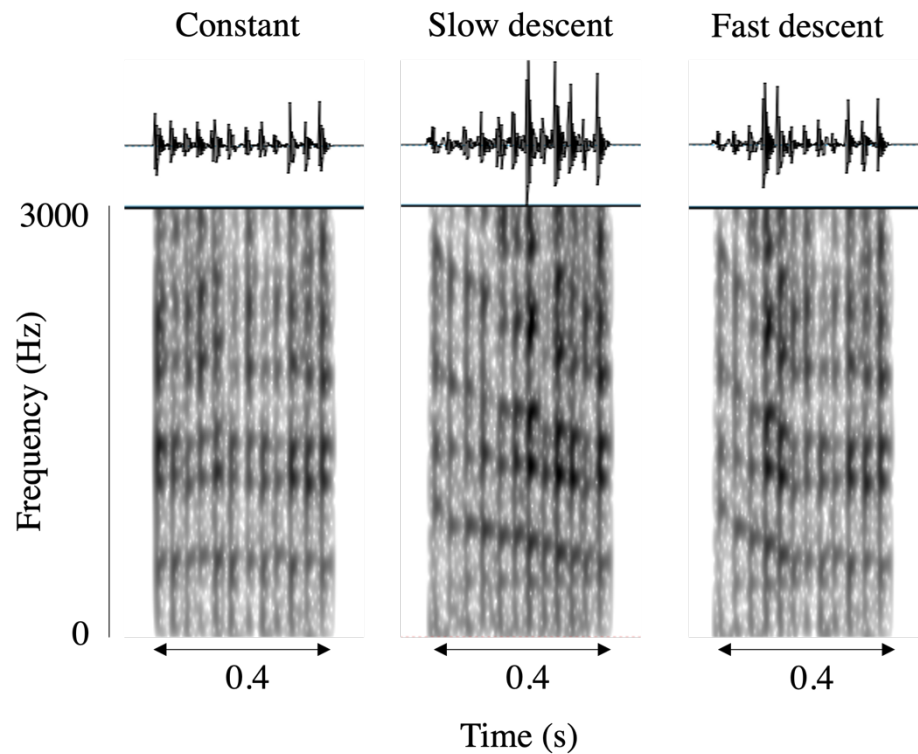 Constant
Slow descent
Fast descent
3000
Frequency (Hz)
0
0.4
0.4
0.4
Time (s)